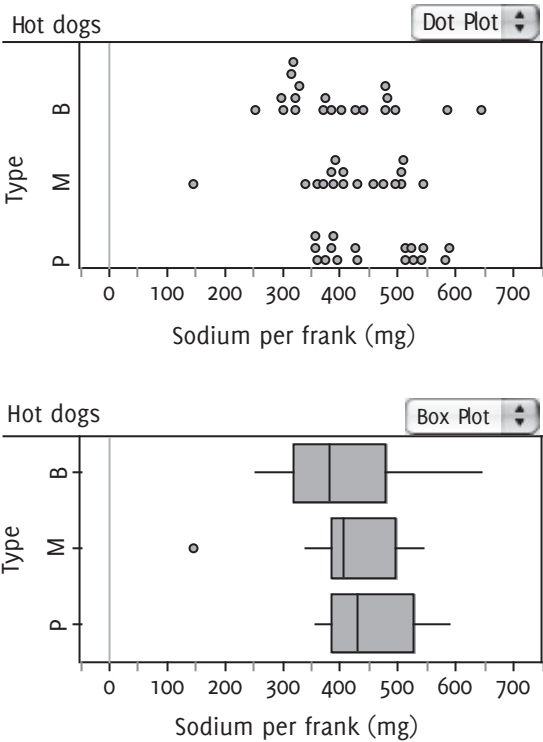 Hot dogs
Dot Plot
Type
B
M
P
0 100 200 300 400 500 600 700
Sodium per frank (mg)
Hot dogs
Box Plot
Type
B
M
P
0 100 200 300 400 500 600 700
Sodium per frank (mg)